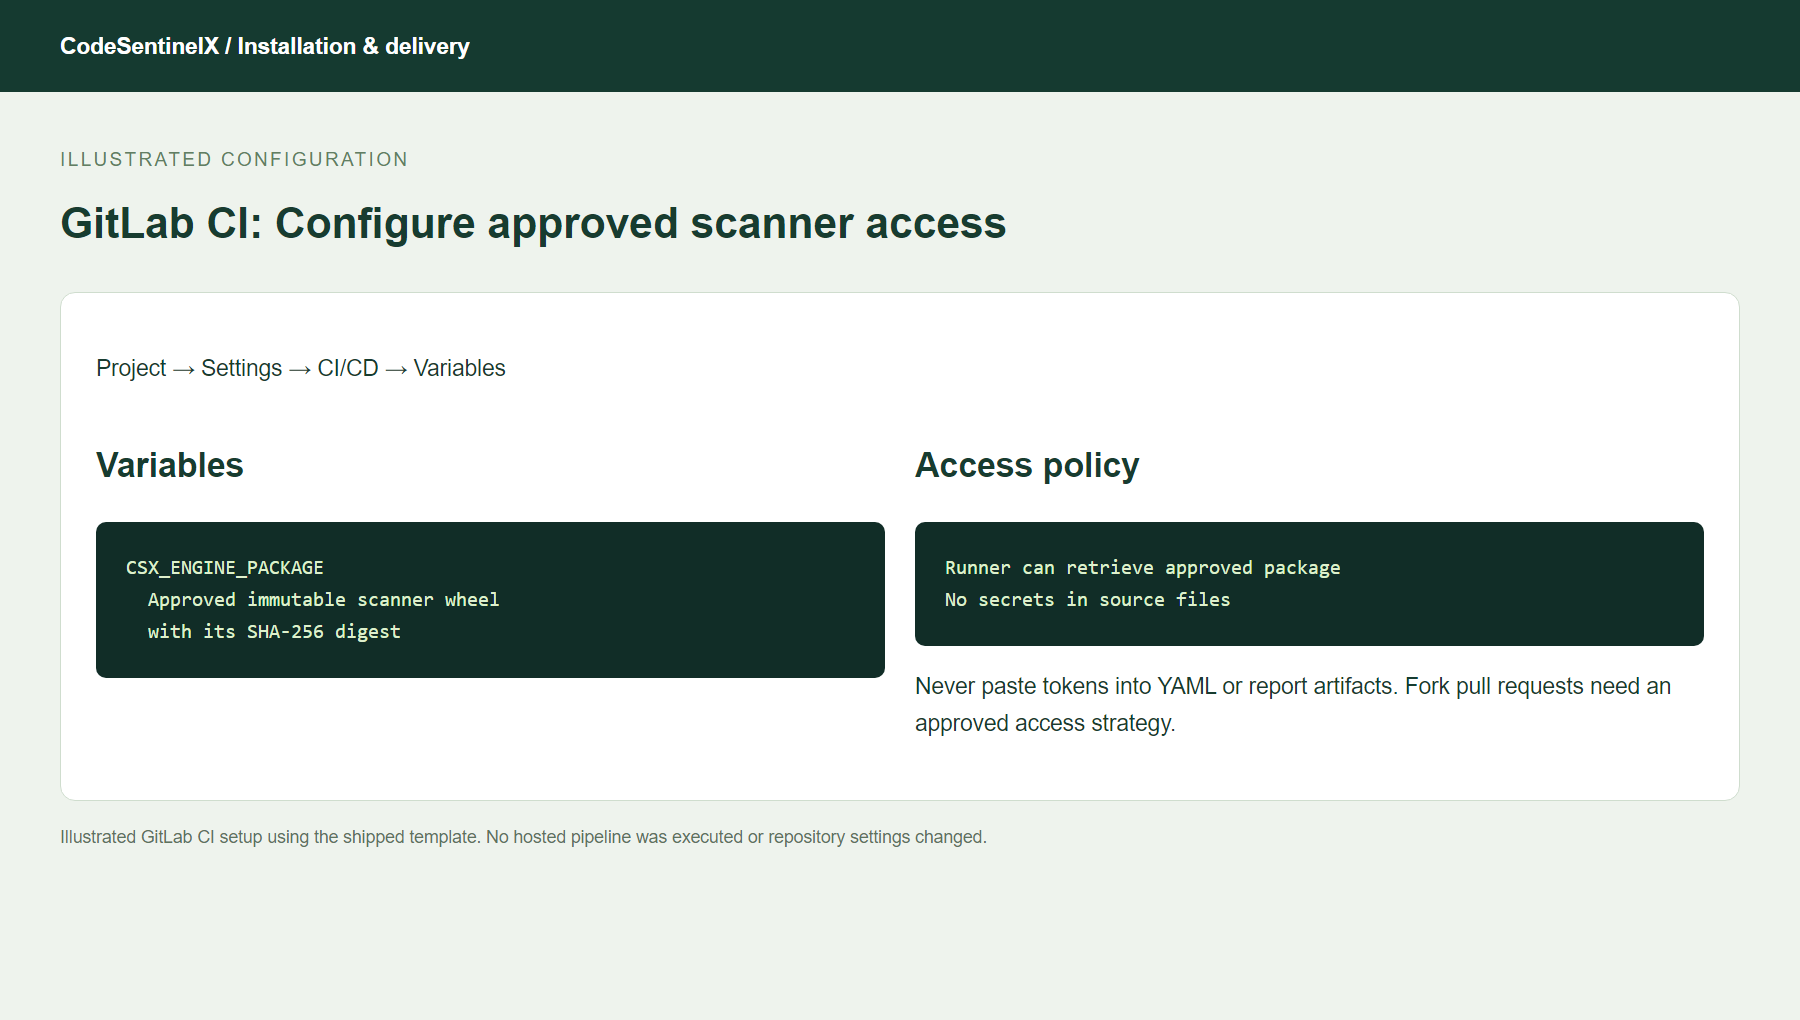 CodeSentinelX / Installation & delivery
ILLUSTRATED CONFIGURATION
GitLab CI: Configure approved scanner access
Project → Settings → CI/CD → Variables
Variables
CSX_ENGINE_PACKAGE
Approved immutable scanner wheel
with its SHA-256 digest
Access policy
Runner can retrieve approved package
No secrets in source files
Never paste tokens into YAML or report artifacts. Fork pull requests need an
approved access strategy.
Illustrated GitLab CI setup using the shipped template. No hosted pipeline was executed or repository settings changed.